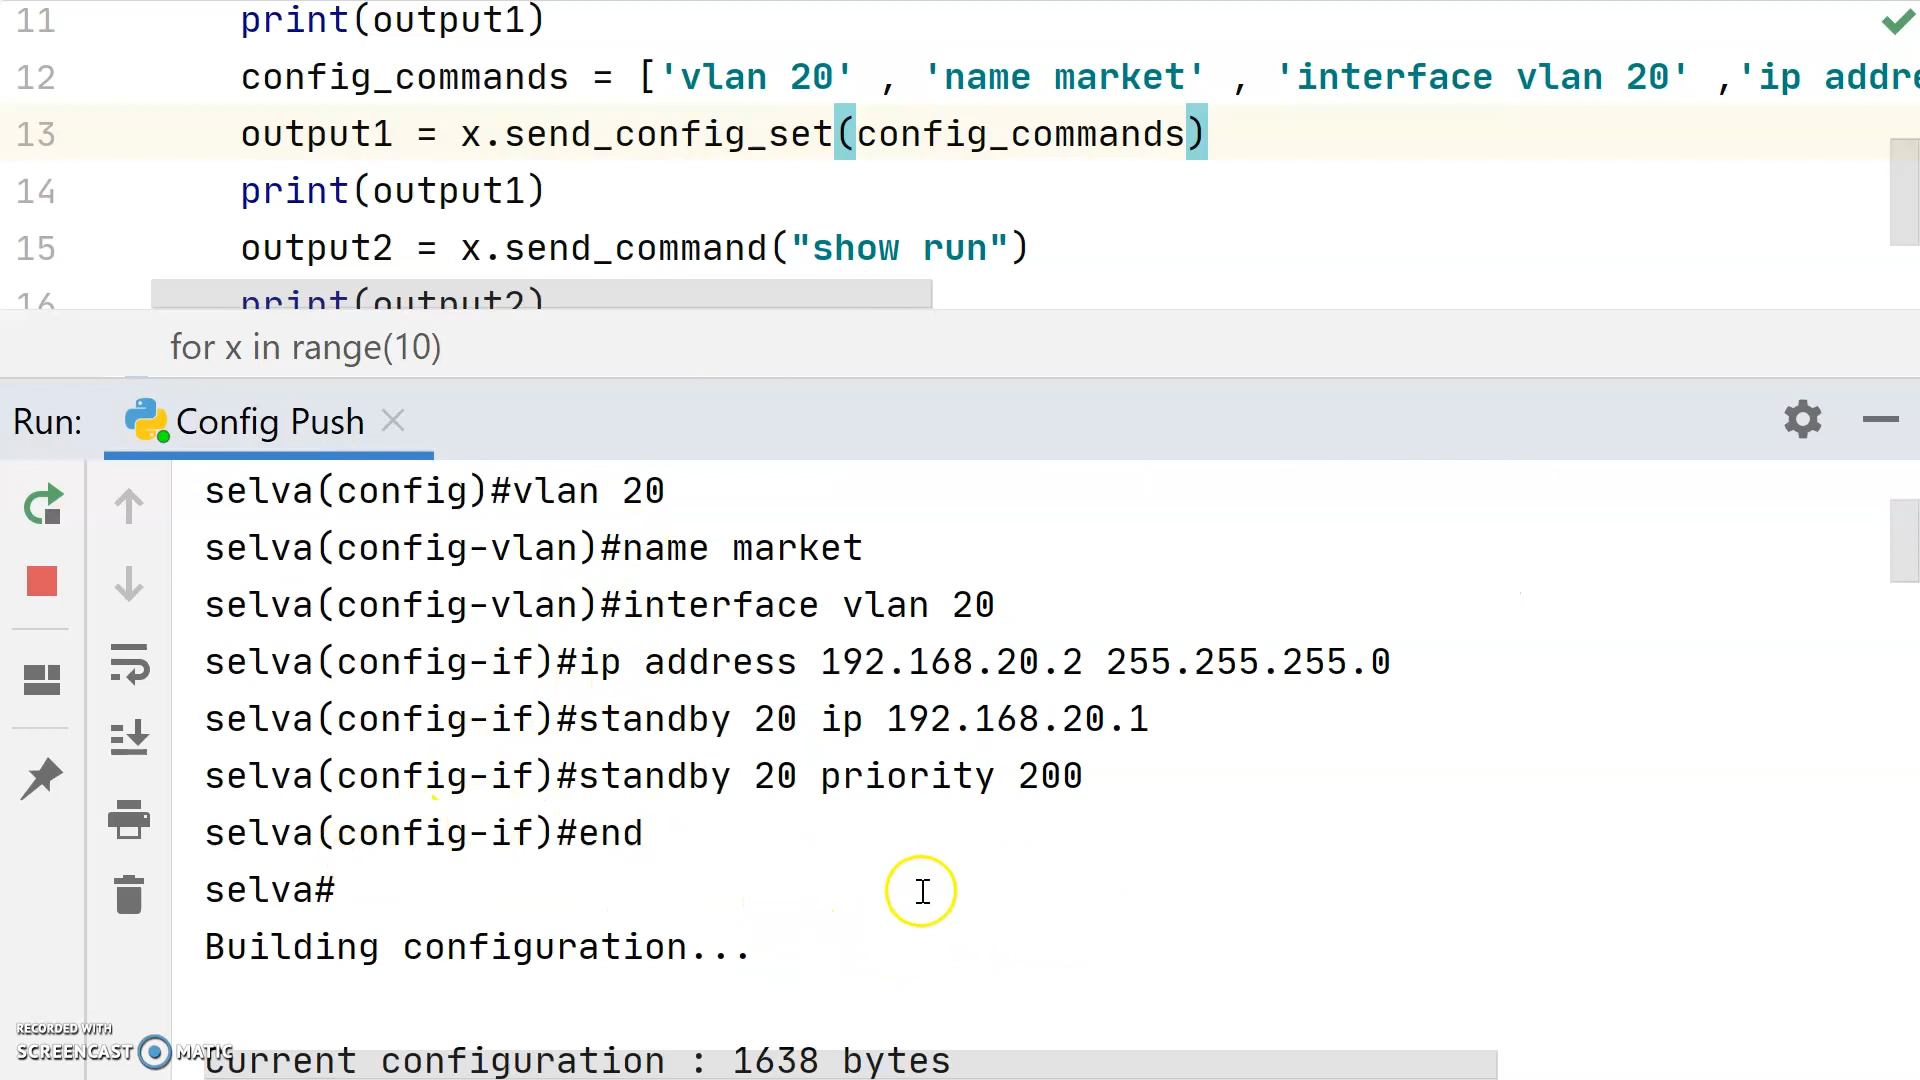 11 print(output1)
12 config_commands = ['vlan 20' , 'name market' , 'interface vlan 20' ,'ip addre
13 output1 = x.send_config_set(config_commands)
14 print(output1)
15 output2 = x.send_command("show run")
16 print(output2)
for x in range(10)
Run: Config Push
selva(config)#vlan 20
selva(config-vlan)#name market
selva(config-vlan)#interface vlan 20
selva(config-if)#ip address 192.168.20.2 255.255.255.0
selva(config-if)#standby 20 ip 192.168.20.1
selva(config-if)#standby 20 priority 200
selva(config-if)#end
selva#
Building configuration...
Current configuration : 1638 bytes
RECORDED WITH
SCREENCAST MATIC